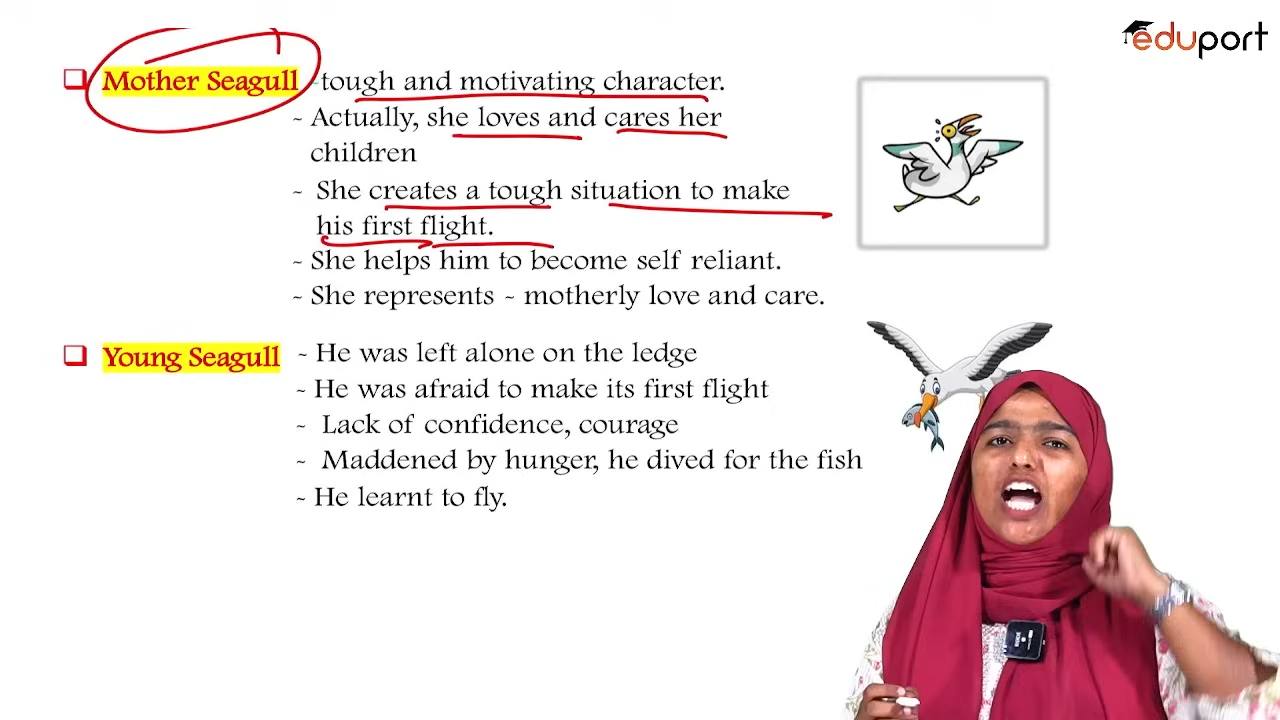 eduport
Mother Seagull -tough and motivating character.
- Actually, she loves and cares her
children
- She creates a tough situation to make
his first flight.
- She helps him to become self reliant.
- She represents - motherly love and care.
Young Seagull - He was left alone on the ledge
- He was afraid to make its first flight
- Lack of confidence, courage
- Maddened by hunger, he dived for the fish
- He learnt to fly.